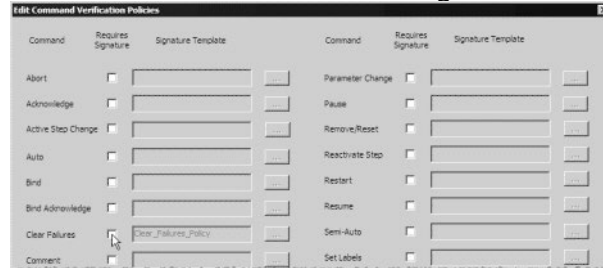 Edit Command Verification Policies
Command Requires Signature Signature Template Command Requires Signature Signature Template
Abort ... Parameter Change ...
Acknowledge ... Pause ...
Active Step Change ... Remove/Reset ...
Auto ... Reactivate Step ...
Bind ... Restart ...
Bind Acknowledge ... Resume ...
Clear Failures Clear_Failures_Policy ... Semi-Auto ...
Comment ... Set Labels ...